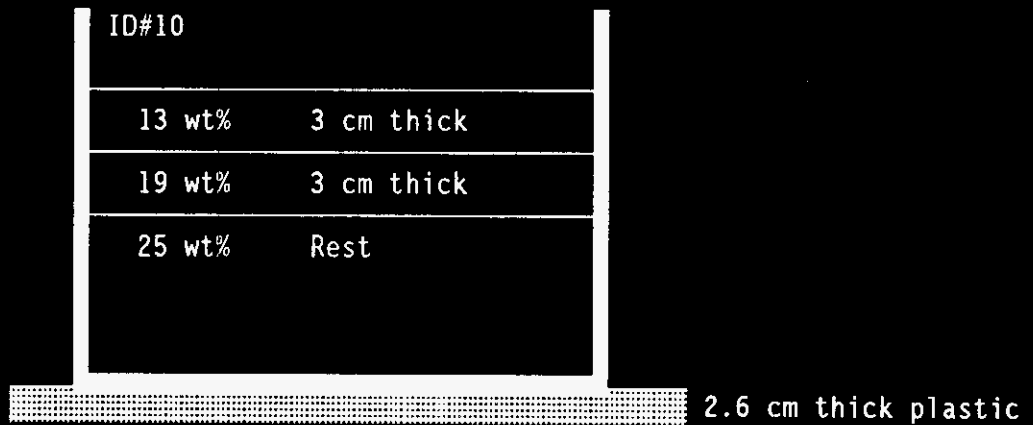 ID#10
13 wt% 3 cm thick
19 wt% 3 cm thick
25 wt% Rest
2.6 cm thick plastic